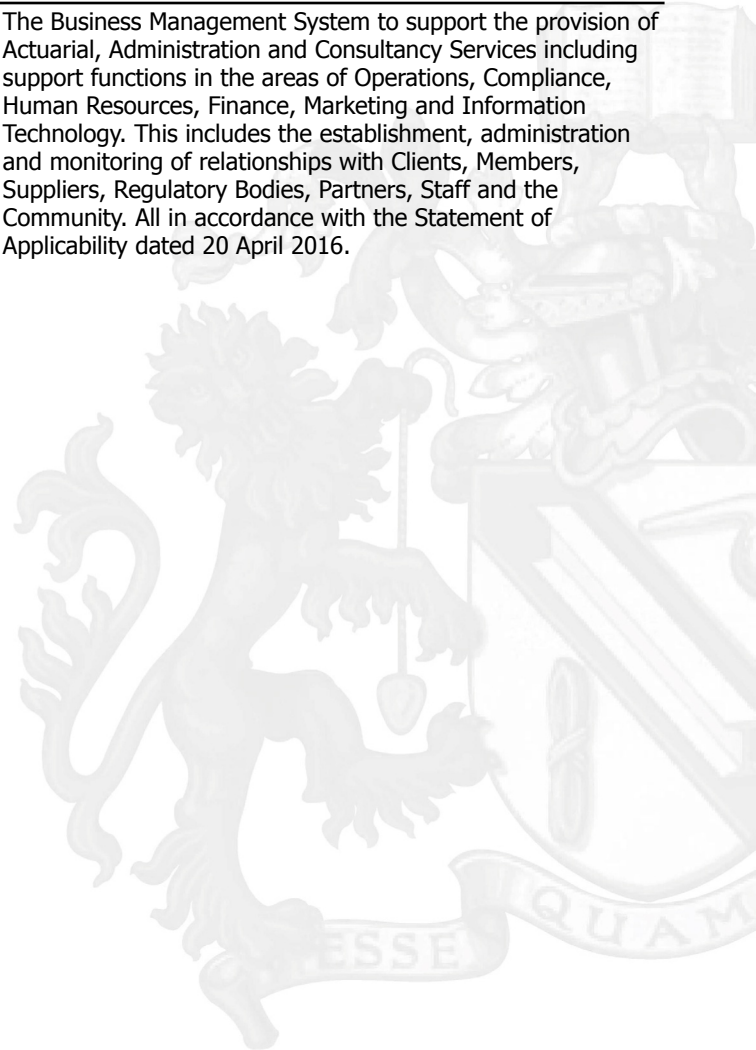 The Business Management System to support the provision of
Actuarial, Administration and Consultancy Services including
support functions in the areas of Operations, Compliance,
Human Resources, Finance, Marketing and Information
Technology. This includes the establishment, administration
and monitoring of relationships with Clients, Members,
Suppliers, Regulatory Bodies, Partners, Staff and the
Community. All in accordance with the Statement of
Applicability dated 20 April 2016.
ESSE QUAM